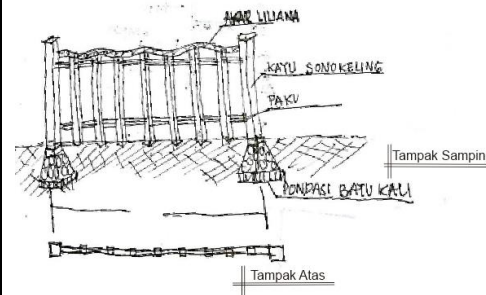 AKAR LILIANA
KAYU SONOKELING
PAKU
Tampak Sampin
PONDASI BATU KALI
Tampak Atas